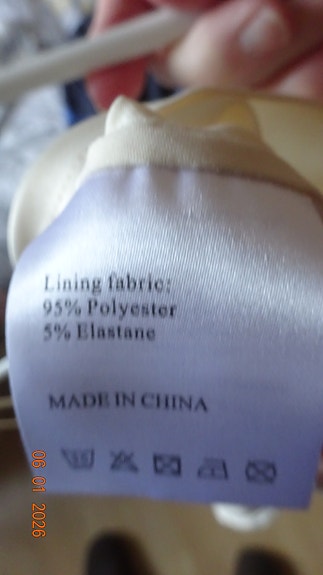 Lining fabric:
95% Polyester
5% Elastane
MADE IN CHINA
06 01 2026